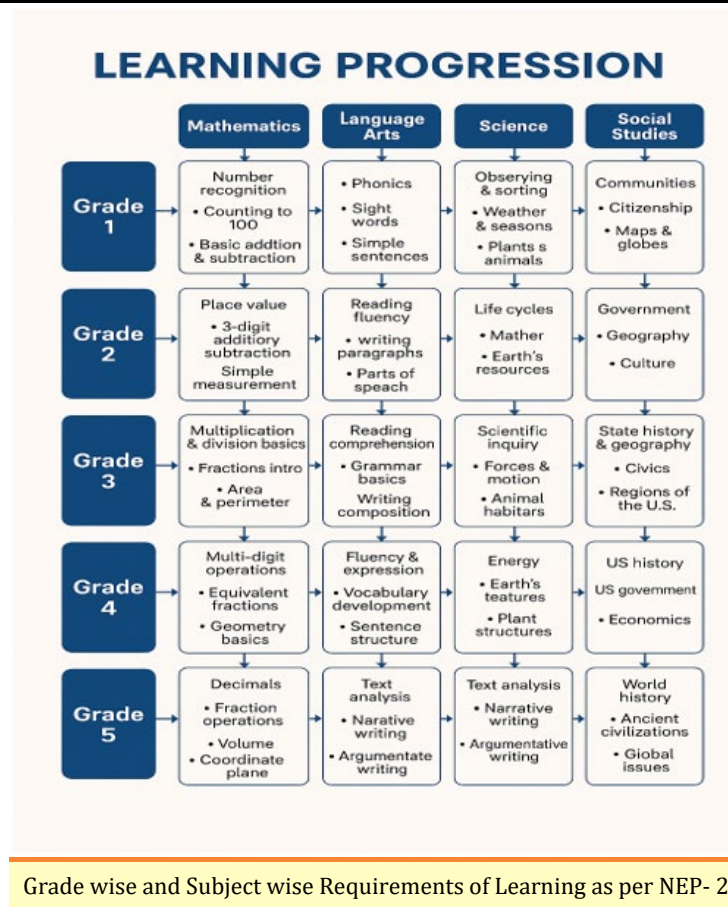 LEARNING PROGRESSION
Mathematics
Language
Arts
Science
Social
Studies
Grade
1
Number
recognition
• Counting to
100
• Basic addtion
& subtraction
• Phonics
• Sight
words
• Simple
sentences
Observying
& sorting
• Weather
& seasons
• Plants s
animals
Communities
• Citizenship
• Maps &
globes
Grade
2
Place value
• 3-digit
additiory
subtraction
Simple
measurement
Reading
fluency
• writing
paragraphs
• Parts of
speach
Life cycles
• Mather
• Earth's
resources
Government
• Geography
• Culture
Grade
3
Multiplication
& division basics
• Fractions intro
• Area
& perimeter
Reading
comprehension
• Grammar
basics
Writing
composition
Scientific
inquiry
• Forces &
motion
• Animal
habitars
State history
& geography
• Civics
• Regions of
the U.S.
Grade
4
Multi-digit
operations
• Equivalent
fractions
• Geometry
basics
Fluency &
expression
• Vocabulary
development
• Sentence
structure
Energy
• Earth's
teatures
• Plant
structures
US history
US government
• Economics
Grade
5
Decimals
• Fraction
operations
• Volume
• Coordinate
plane
Text
analysis
• Narative
writing
• Argumentate
writing
Text analysis
• Narrative
writing
• Argumentative
writing
World
history
• Ancient
civilizations
• Global
issues
Grade wise and Subject wise Requirements of Learning as per NEP- 2